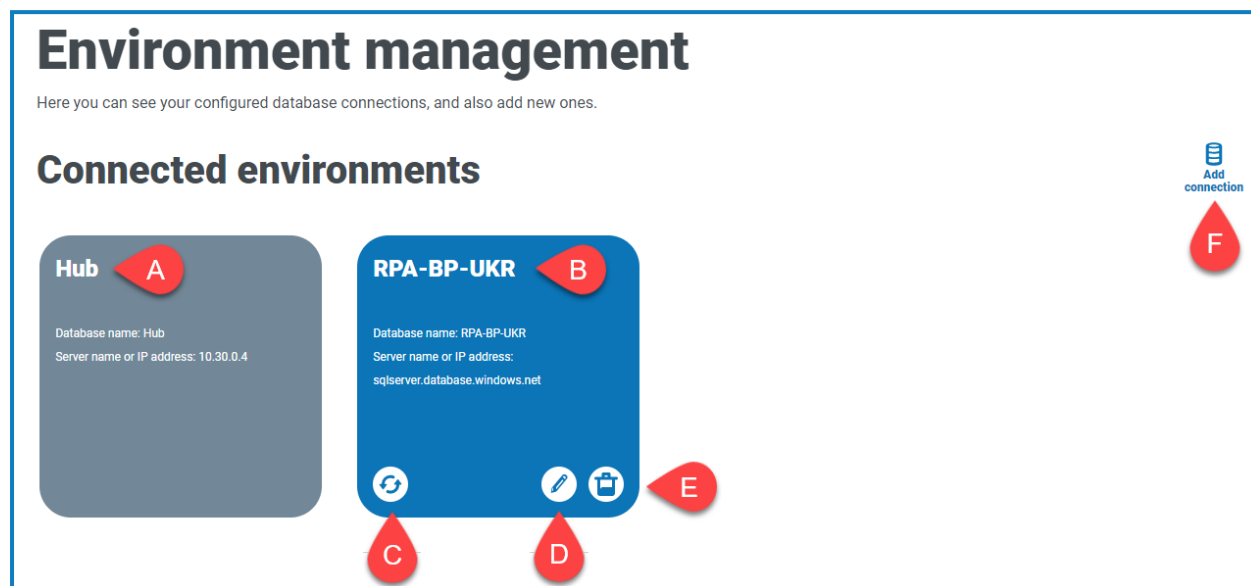 Environment management
Here you can see your configured database connections, and also add new ones.
Connected environments
Add
connection
F
Hub
A
Database name: Hub
Server name or IP address: 10.30.0.4
RPA-BP-UKR
B
Database name: RPA-BP-UKR
Server name or IP address:
sqlserver.database.windows.net
E
C
D